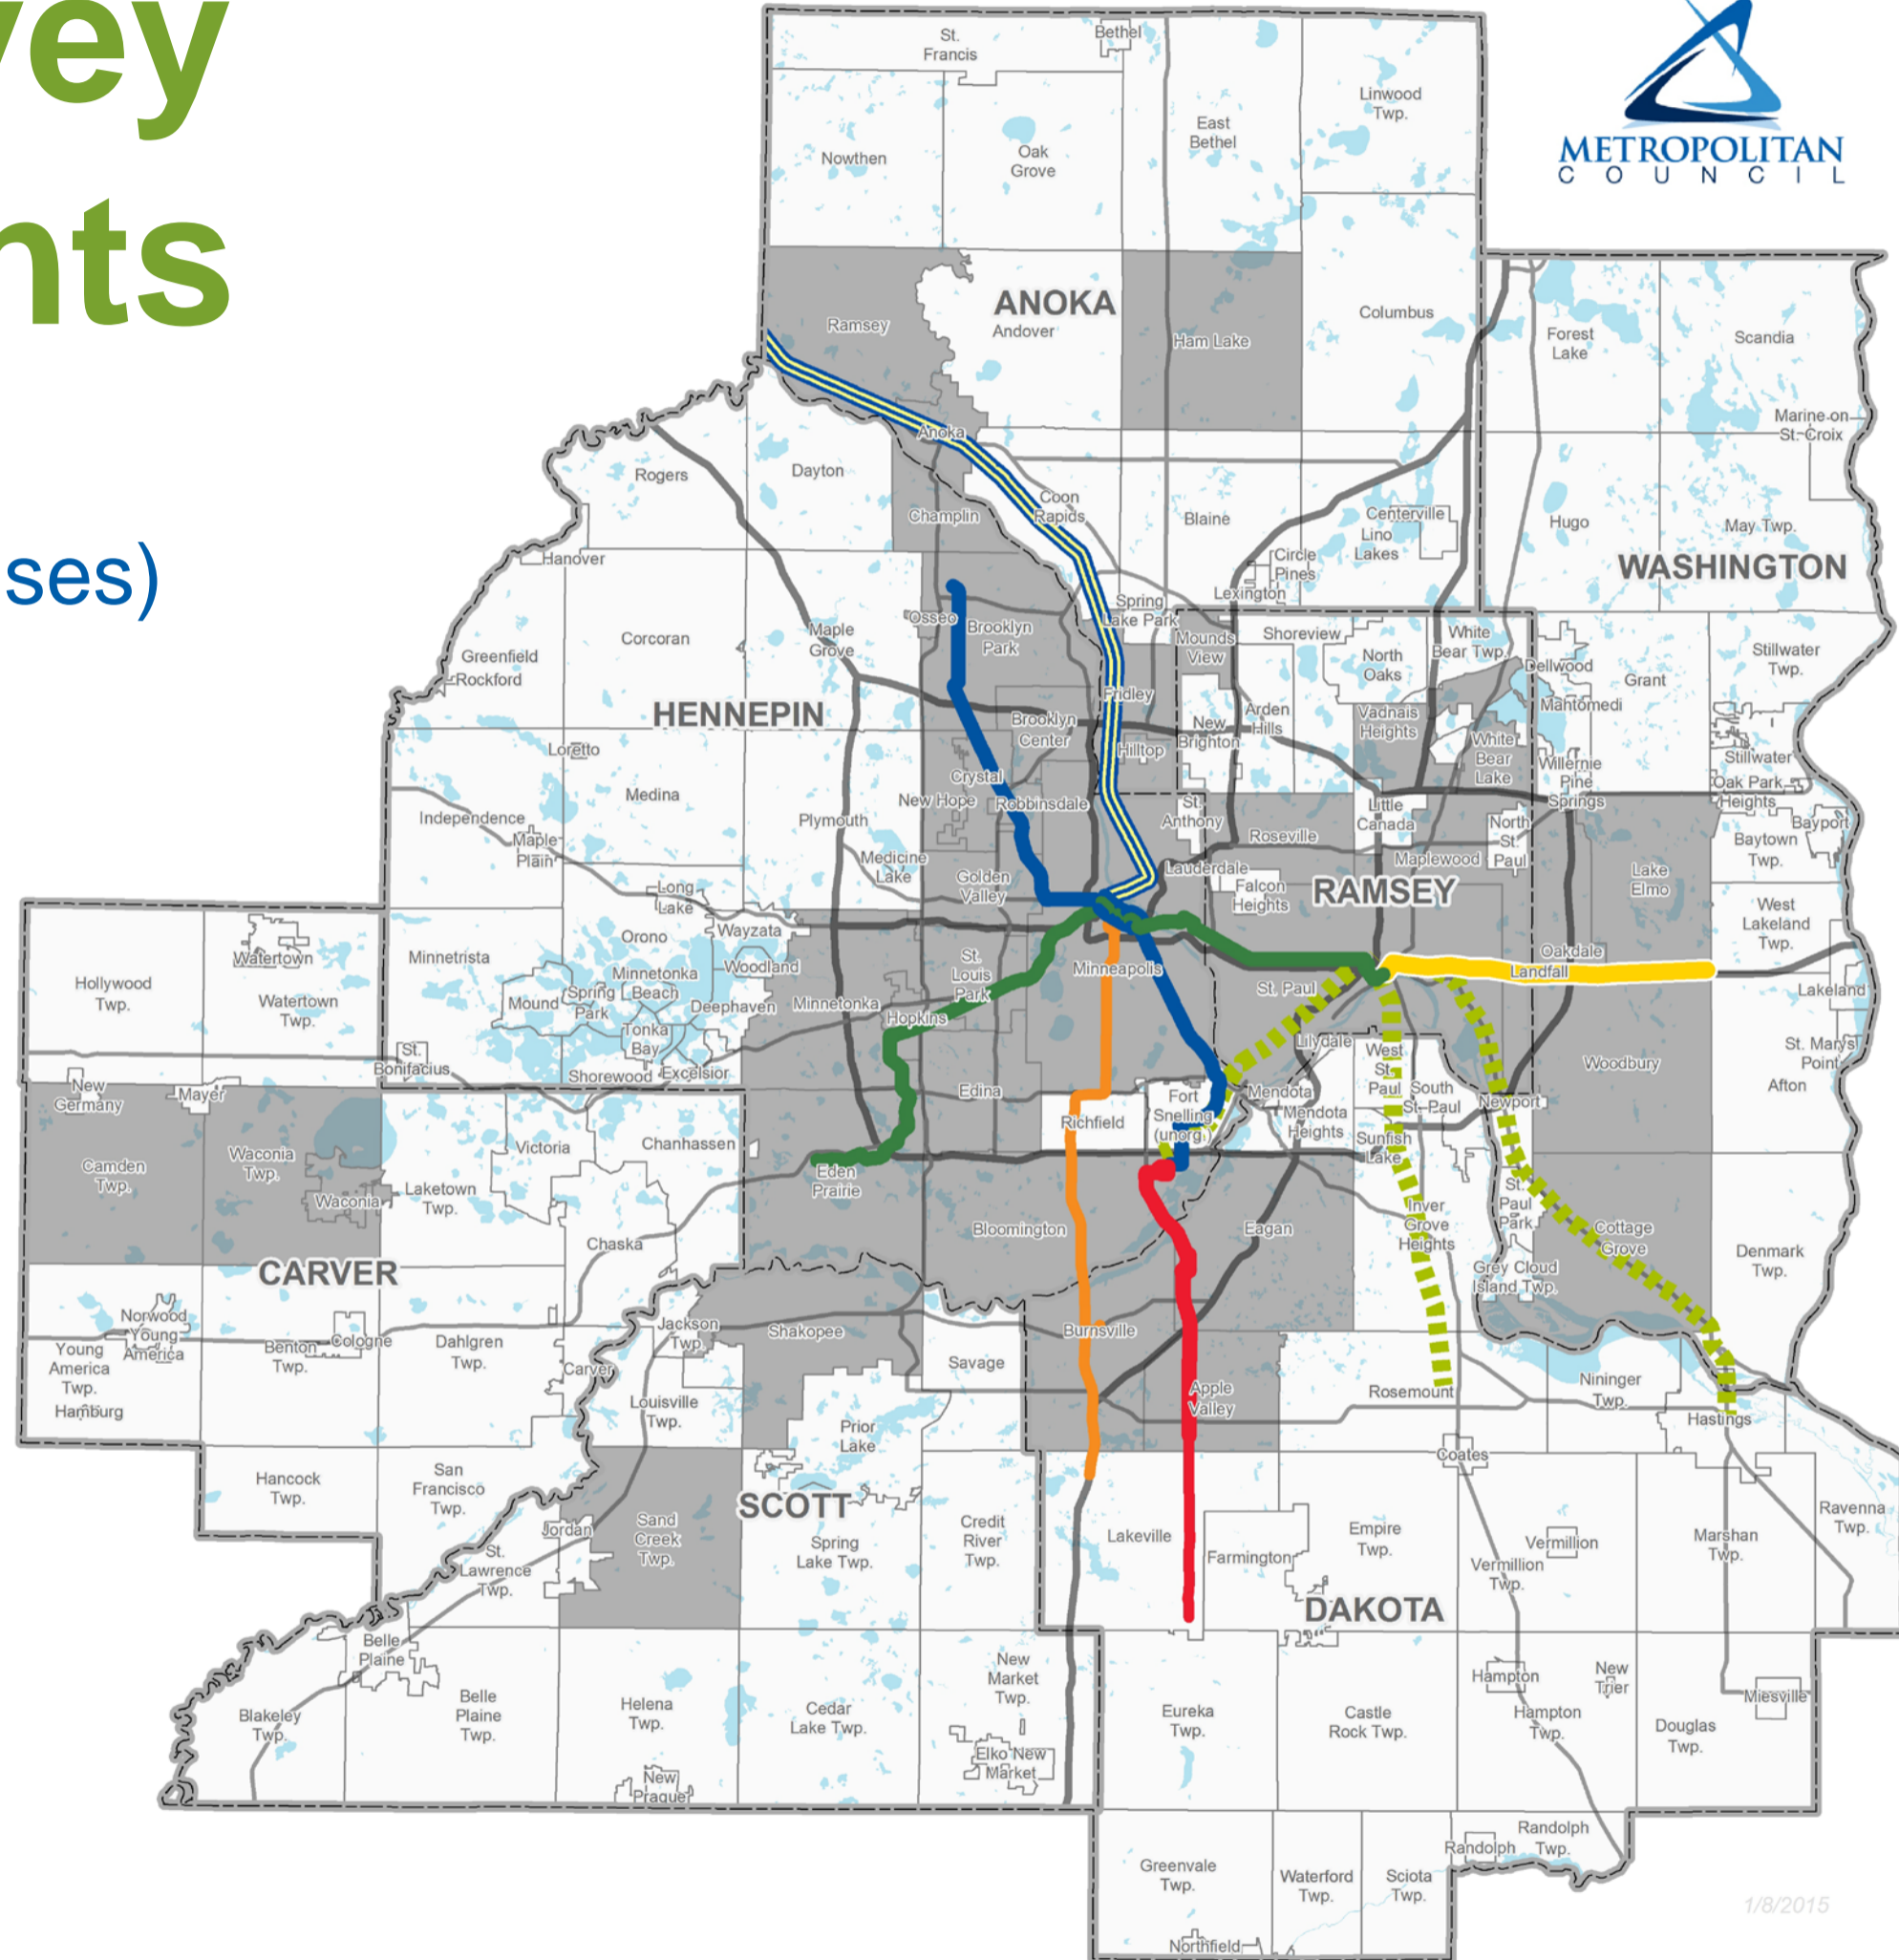 vey
nts
ses)
METROPOLITAN
COUNCIL
St.
Francis
Bethel
Linwood
Twp.
East
Bethel
Nowthen
Oak
Grove
ANOKA
Andover
Ramsey
Ham Lake
Columbus
Forest
Lake
Scandia
Marine on
St. Croix
Anoka
Rogers
Dayton
Coon
Rapids
Champlin
Blaine
Centerville
Lino
Lakes
Hugo
May Twp.
Hanover
Circle
Pines
WASHINGTON
Lexington
Spring
Lake Park
Osseo
Brooklyn
Park
Corcoran
Maple
Grove
Mounds
View
Shoreview
White
Bear Twp.
North
Oaks
Greenfield
Rockford
Dellwood
Grant
Stillwater
Twp.
Fridley
Mahtomedi
HENNEPIN
Brooklyn
Center
New
Brighton
Arden
Hills
Vadnais
Heights
White
Bear
Lake
Loretto
Hilltop
Willernie
Pine
Springs
Stillwater
Oak Park
Heights
Crystal
New Hope
Robbinsdale
Medina
Independence
Maple
Plain
Plymouth
St.
Anthony
Little
Canada
Roseville
North
St.
Paul
Bayport
Baytown
Twp.
Medicine
Lake
Golden
Valley
Lauderdale
Maplewood
Lake
Elmo
Long
Lake
Falcon
Heights
RAMSEY
West
Lakeland
Twp.
Orono
Wayzata
Oakdale
Landfall
Watertown
Minnetrista
Hollywood
Twp.
Watertown
Twp.
Minnetonka
Beach
Woodland
St.
Louis
Park
Minneapolis
St. Paul
Lakeland
Mound
Spring
Park
Deephaven
Minnetonka
Hopkins
Tonka
Bay
Lilydale
West
St.
Paul
St. Marys
Point
St.
Bonifacius
Shorewood
Excelsior
Woodbury
Afton
New
Germany
Mayer
Edina
Fort
Snelling
(unorg.)
Mendota
South
St. Paul
Newport
Richfield
Mendota
Heights
Victoria
Chanhassen
Sunfish
Lake
Camden
Twp.
Waconia
Twp.
Waconia
Laketown
Twp.
Eden
Prairie
St.
Paul
Park
Inver
Grove
Heights
Bloomington
Eagan
Cottage
Grove
Chaska
Denmark
Twp.
CARVER
Grey Cloud
Island Twp.
Norwood
Young
America
Young
America
Twp.
Hamburg
Benton
Twp.
Cologne
Dahlgren
Twp.
Carver
Jackson
Twp.
Shakopee
Savage
Burnsville
Louisville
Twp.
Apple
Valley
Rosemount
Nininger
Twp.
Hastings
Prior
Lake
Coates
Hancock
Twp.
San
Francisco
Twp.
SCOTT
Jordan
Sand
Creek
Twp.
Spring
Lake Twp.
Credit
River
Twp.
Lakeville
Farmington
Empire
Twp.
Vermillion
Vermillion
Twp.
Marshan
Twp.
Ravenna
Twp.
St.
Lawrence
Twp.
DAKOTA
Belle
Plaine
Blakeley
Twp.
Belle
Plaine
Twp.
Helena
Twp.
Cedar
Lake Twp.
New
Market
Twp.
Elko New
Market
New
Prague
Eureka
Twp.
Castle
Rock Twp.
Hampton
Hampton
Twp.
New
Trier
Miesville
Douglas
Twp.
Randolph
Randolph
Twp.
Greenvale
Twp.
Waterford
Twp.
Sciota
Twp.
Northfield
1/8/2015